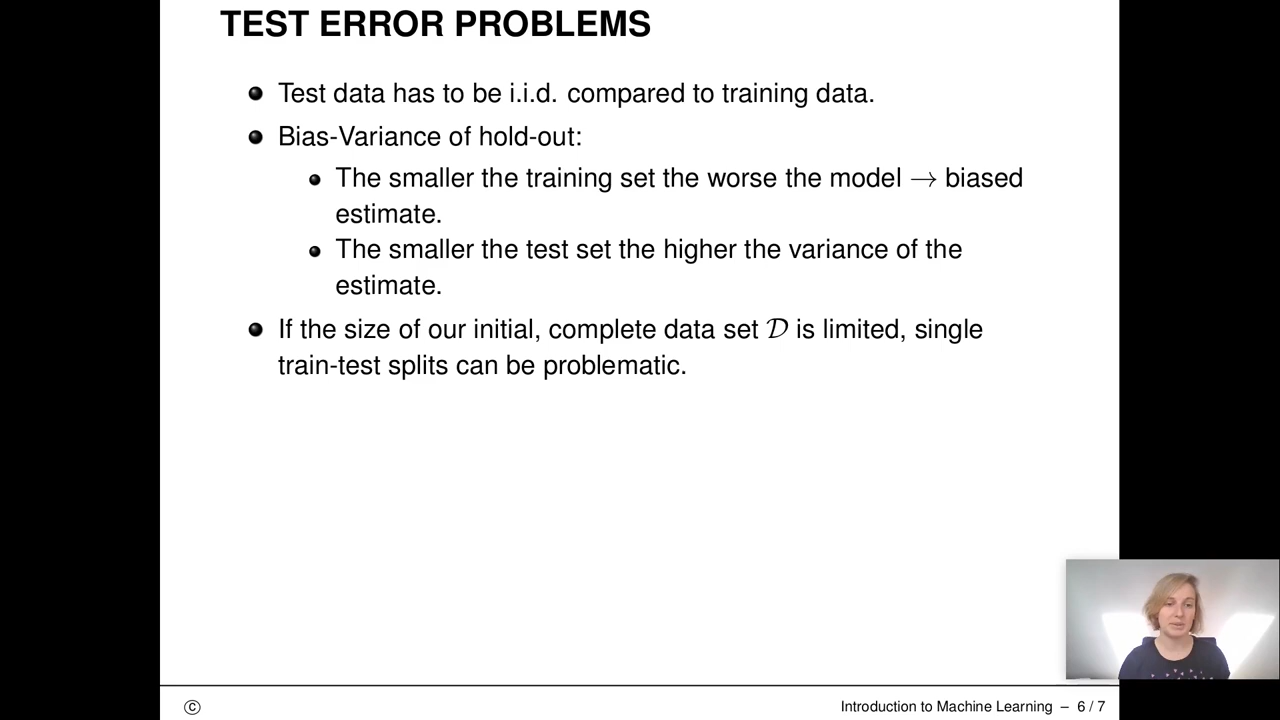 TEST ERROR PROBLEMS
Test data has to be i.i.d. compared to training data.
Bias-Variance of hold-out:
The smaller the training set the worse the model → biased
estimate.
The smaller the test set the higher the variance of the
estimate.
If the size of our initial, complete data set 𝒟 is limited, single
train-test splits can be problematic.
©
Introduction to Machine Learning – 6 / 7